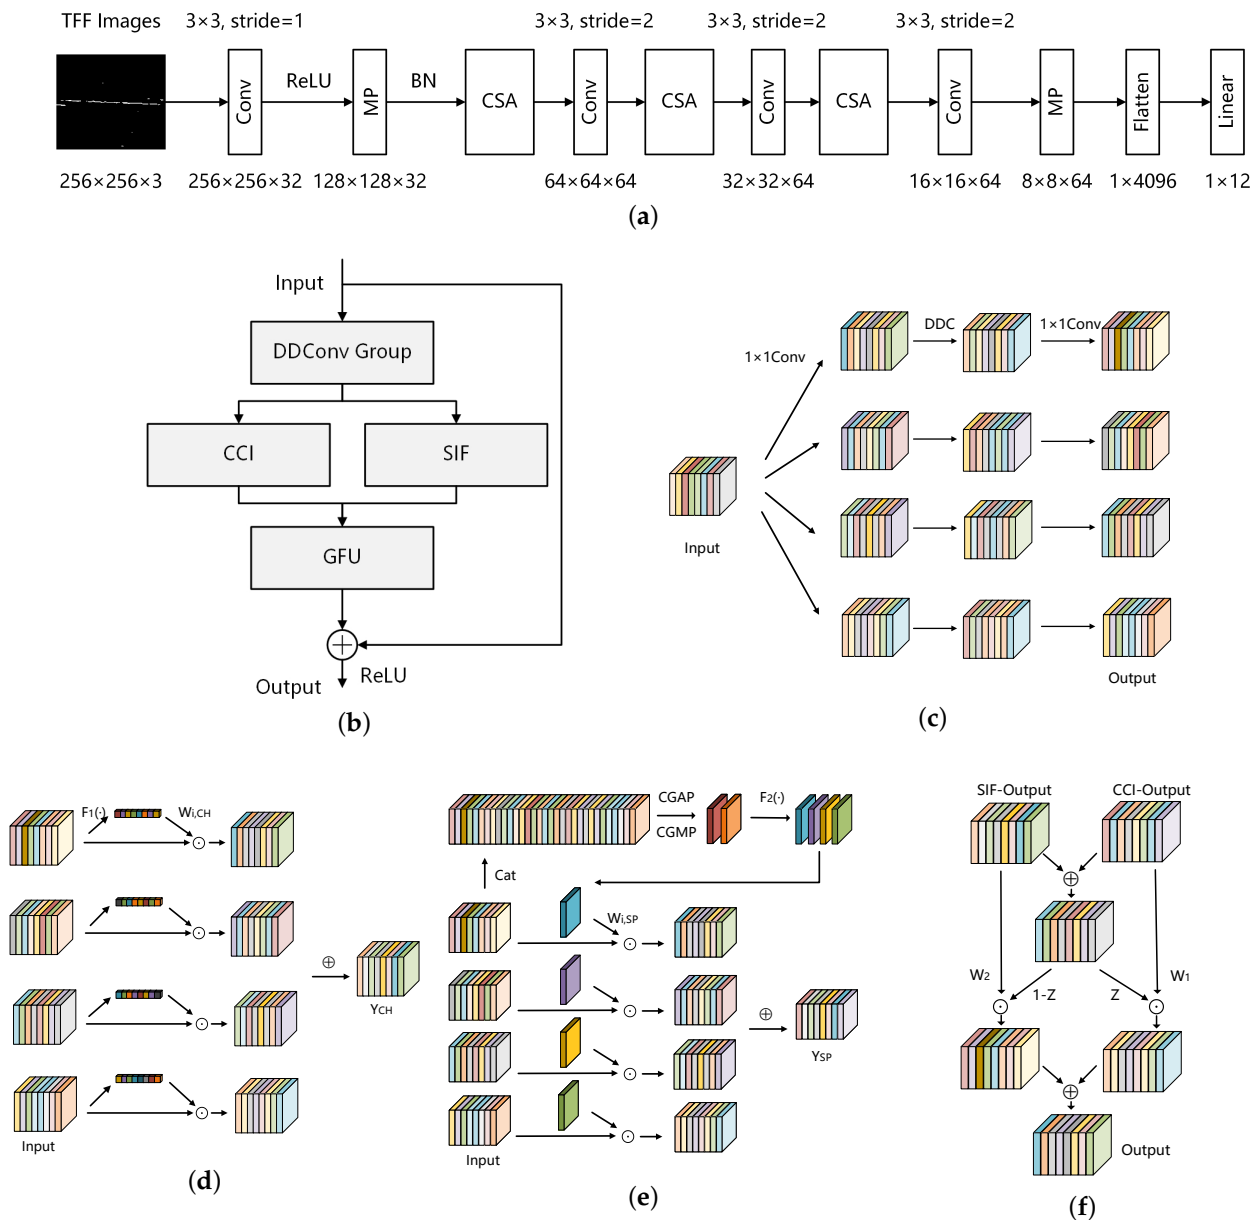 TFF Images
3×3, stride=1
3×3, stride=2
3×3, stride=2
3×3, stride=2
Conv
ReLU
MP
BN
CSA
Conv
CSA
Conv
CSA
Conv
MP
Flatten
Linear
256×256×3
256×256×32
128×128×32
64×64×64
32×32×64
16×16×64
8×8×64
1×4096
1×12
(a)
Input
DDConv Group
CCI
SIF
GFU
ReLU
Output
(b)
1×1Conv
DDC
1×1Conv
Input
Output
(c)
F1(·)
Wi,CH
⊕
YCH
Input
(d)
CGAP
CGMP
F2(·)
Cat
Wi,SP
⊕
YSP
Input
(e)
SIF-Output
CCI-Output
W2
1-Z
Z
W1
Output
(f)